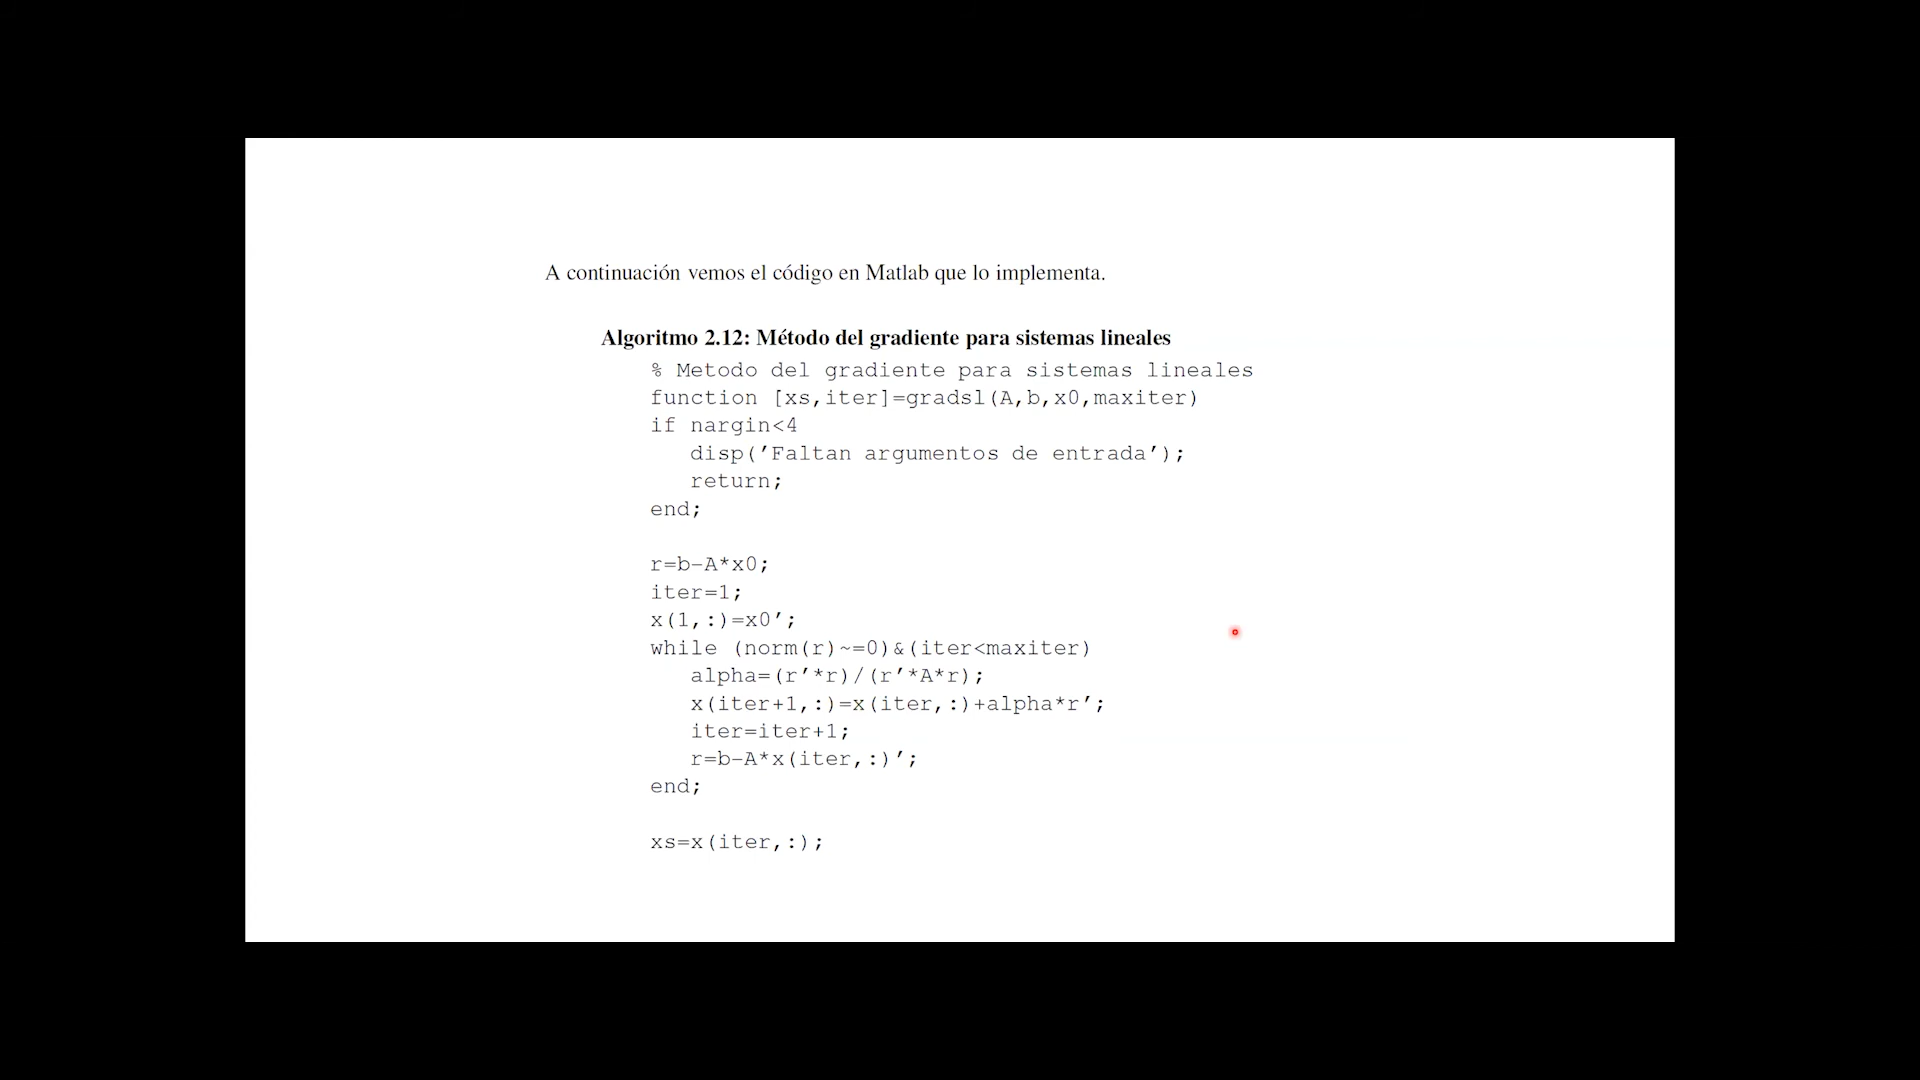 A continuación vemos el código en Matlab que lo implementa.
Algoritmo 2.12: Método del gradiente para sistemas lineales
% Metodo del gradiente para sistemas lineales
function [xs,iter]=gradsl(A,b,x0,maxiter)
if nargin<4
disp(’Faltan argumentos de entrada’);
return;
end;
r=b-A*x0;
iter=1;
x(1,:)=x0’;
while (norm(r)~=0)&(iter<maxiter)
alpha=(r’*r)/(r’*A*r);
x(iter+1,:)=x(iter,:)+alpha*r’;
iter=iter+1;
r=b-A*x(iter,:)’;
end;
xs=x(iter,:);